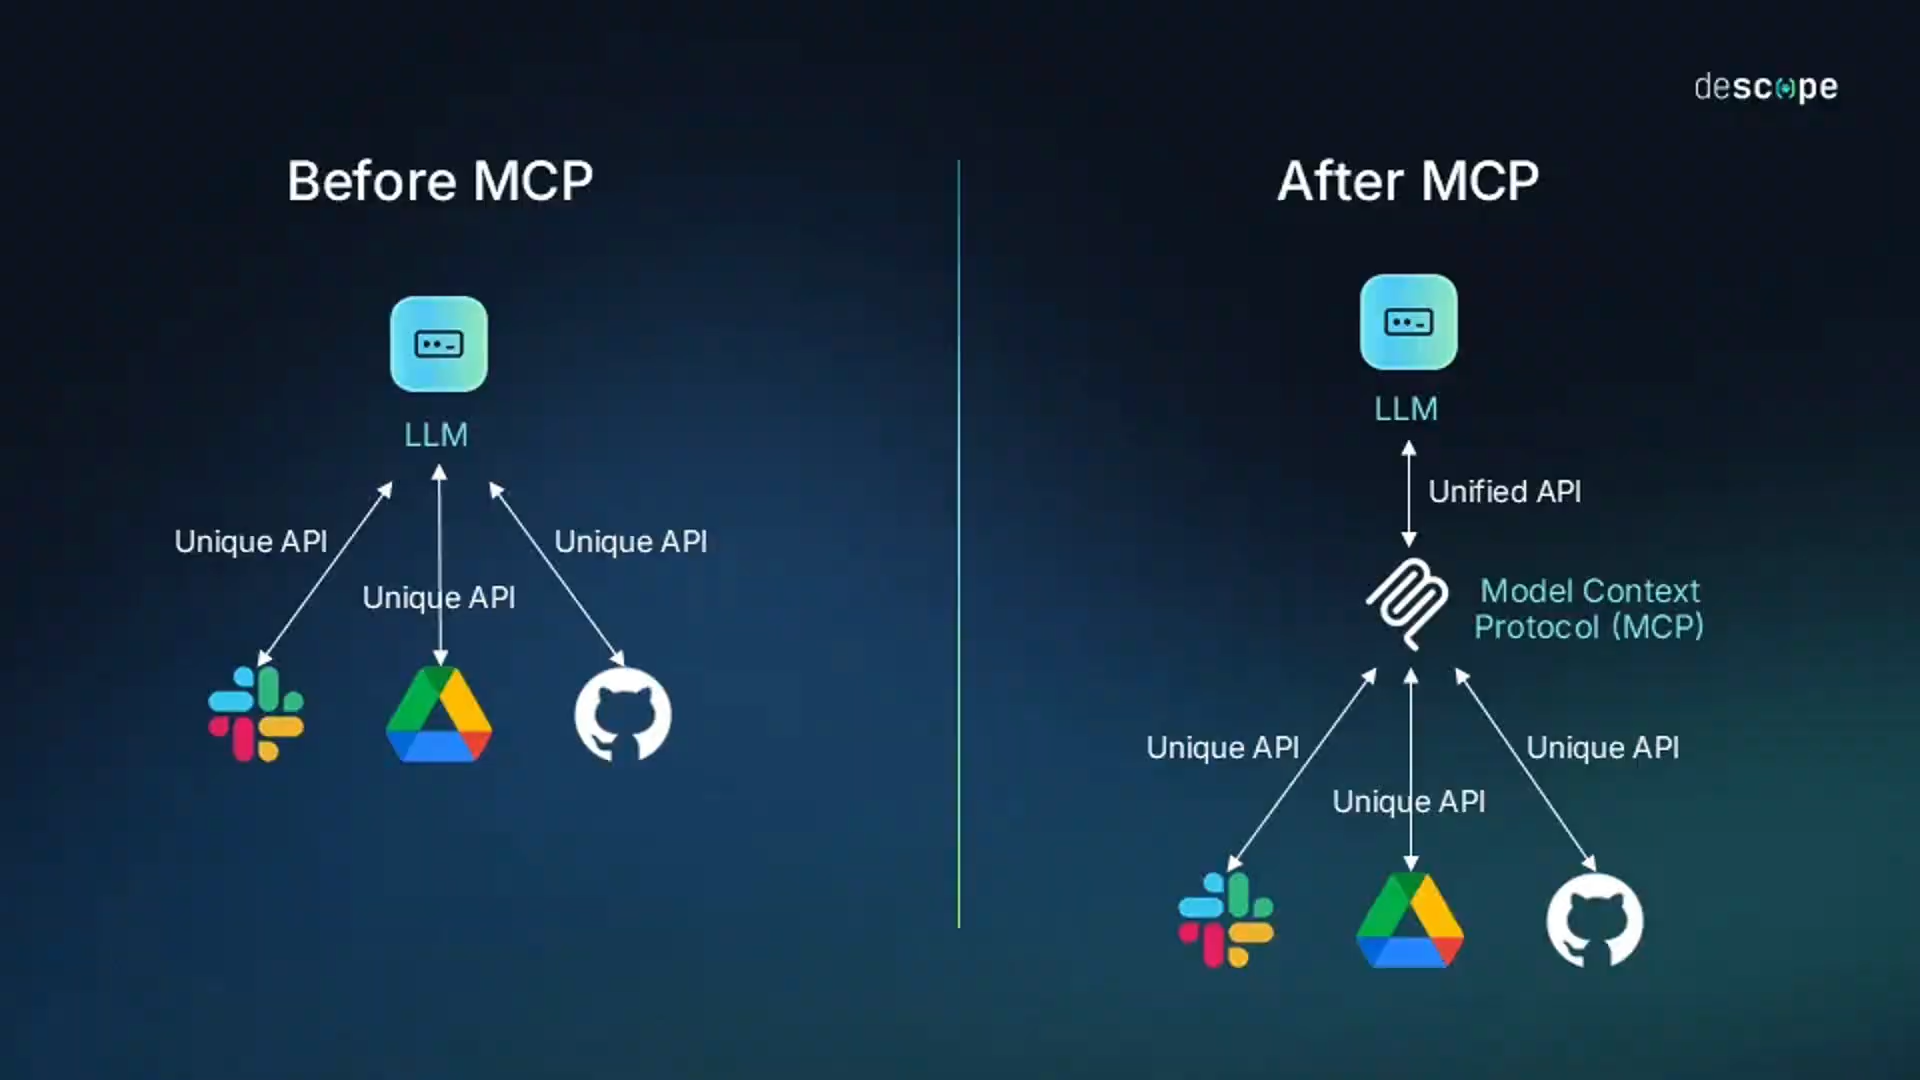 descope
Before MCP
After MCP
LLM
Unique API
Unique API
Unique API
LLM
Unified API
Model Context
Protocol (MCP)
Unique API
Unique API
Unique API